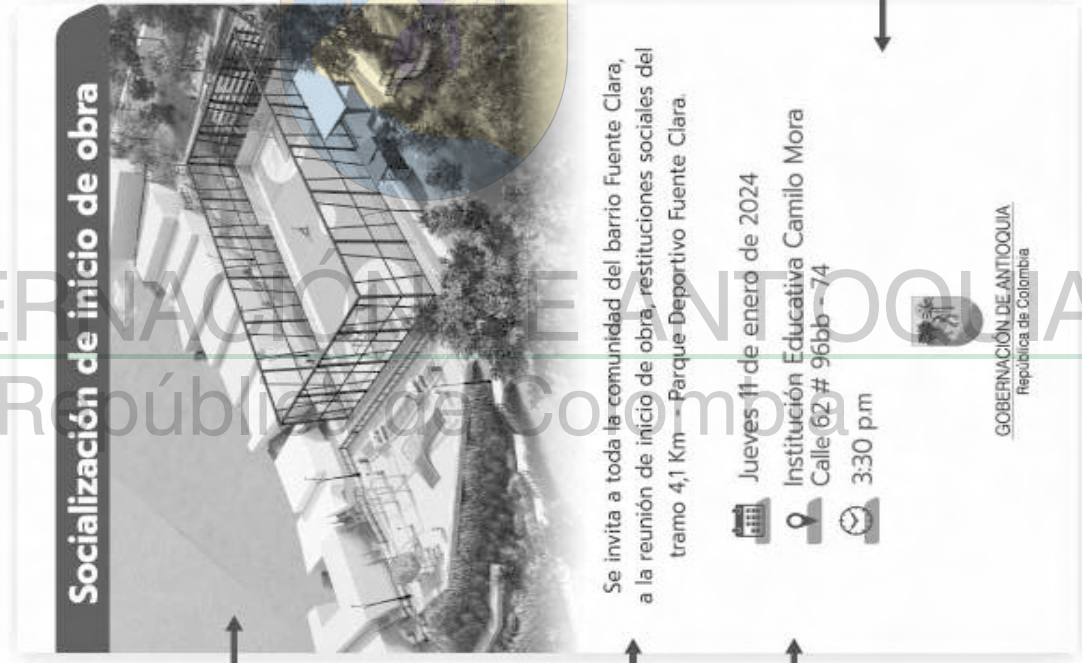 Socialización de inicio de obra
Se invita a toda la comunidad del barrio Fuente Clara,
a la reunión de inicio de obra, restituciones sociales del
tramo 4,1 Km - Parque Deportivo Fuente Clara.
Jueves 11 de enero de 2024
Institución Educativa Camilo Mora
Calle 62 # 96bb - 74
3:30 p.m
GOBERNACIÓN DE ANTIOQUIA
República de Colombia
ERNACIÓN DE ANTIOQUIA
República de Colombia